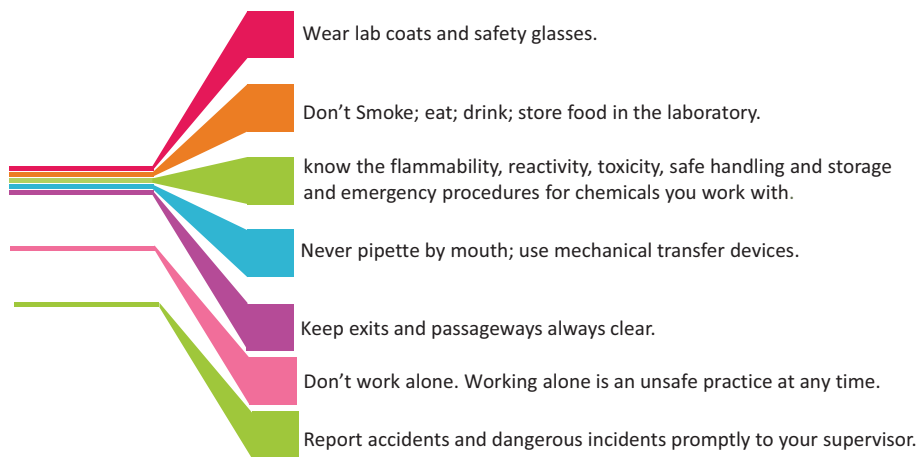 Wear lab coats and safety glasses.
Don’t Smoke; eat; drink; store food in the laboratory.
know the flammability, reactivity, toxicity, safe handling and storage
and emergency procedures for chemicals you work with.
Never pipette by mouth; use mechanical transfer devices.
Keep exits and passageways always clear.
Don’t work alone. Working alone is an unsafe practice at any time.
Report accidents and dangerous incidents promptly to your supervisor.